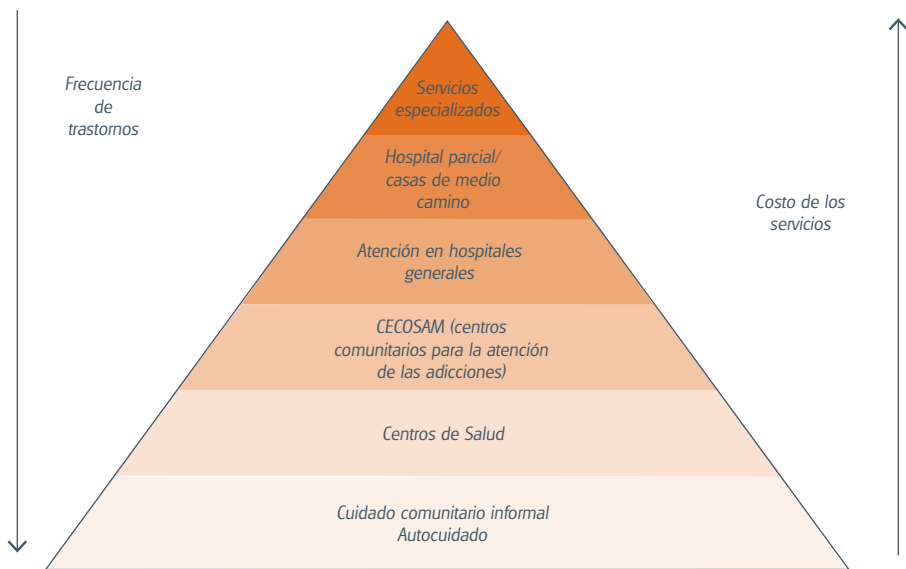 Frecuencia
de
trastornos
Servicios
especializados
Hospital parcial/
casas de medio
camino
Costo de los
servicios
Atención en hospitales
generales
CECOSAM (centros
comunitarios para la atención
de las adicciones)
Centros de Salud
Cuidado comunitario informal
Autocuidado